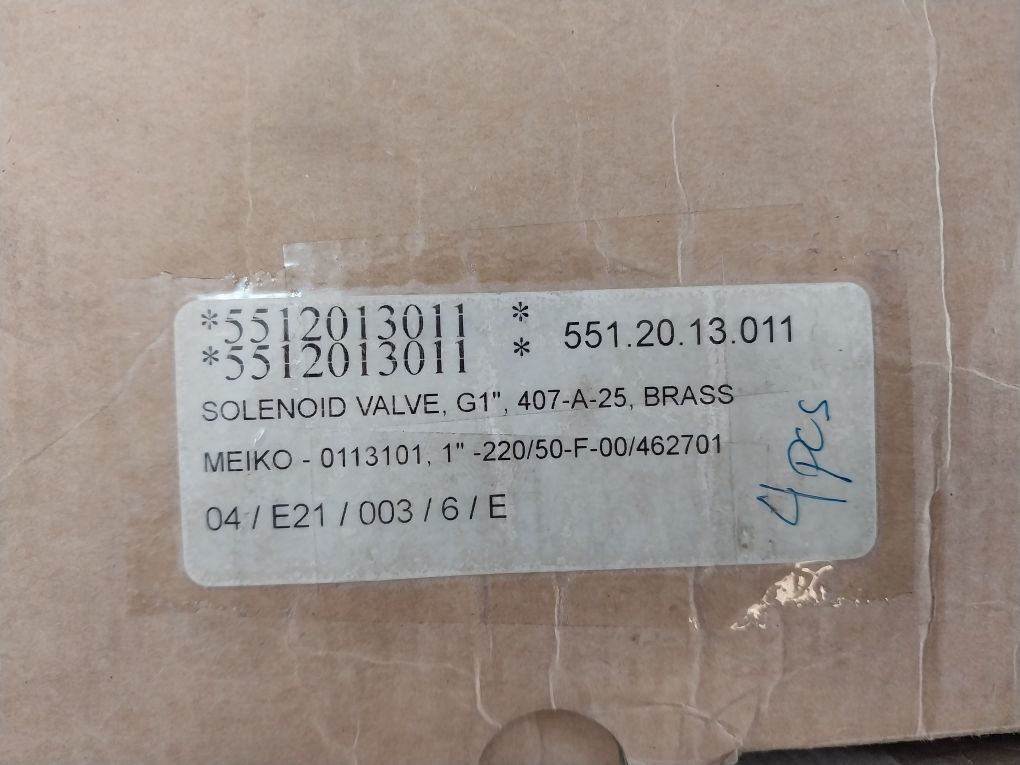 *5512013011 * 551.20.13.011
*5512013011 *
SOLENOID VALVE, G1", 407-A-25, BRASS
MEIKO - 0113101, 1" -220/50-F-00/462701
04 / E21 / 003 / 6 / E
4 pcs